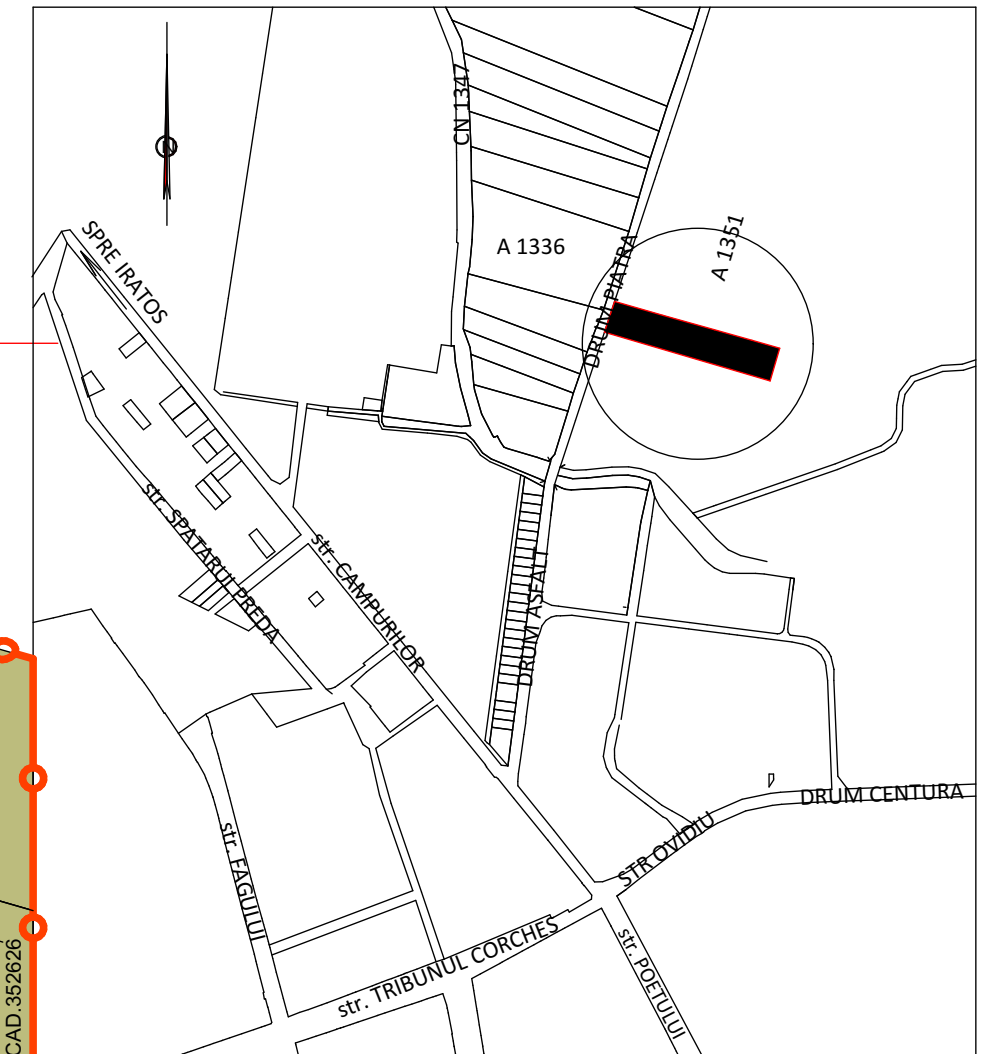 CN 1347
N
SPRE IRATOS
A 1336
A 1351
DRUM PIATRA
str. SPATARUL PREDA
str. CAMPURILOR
DRUM ASFALT
DRUM CENTURA
STR OVIDIU
str. FAGULUI
str. TRIBUNUL CORCHES
str. POETULUI
CAD.352626